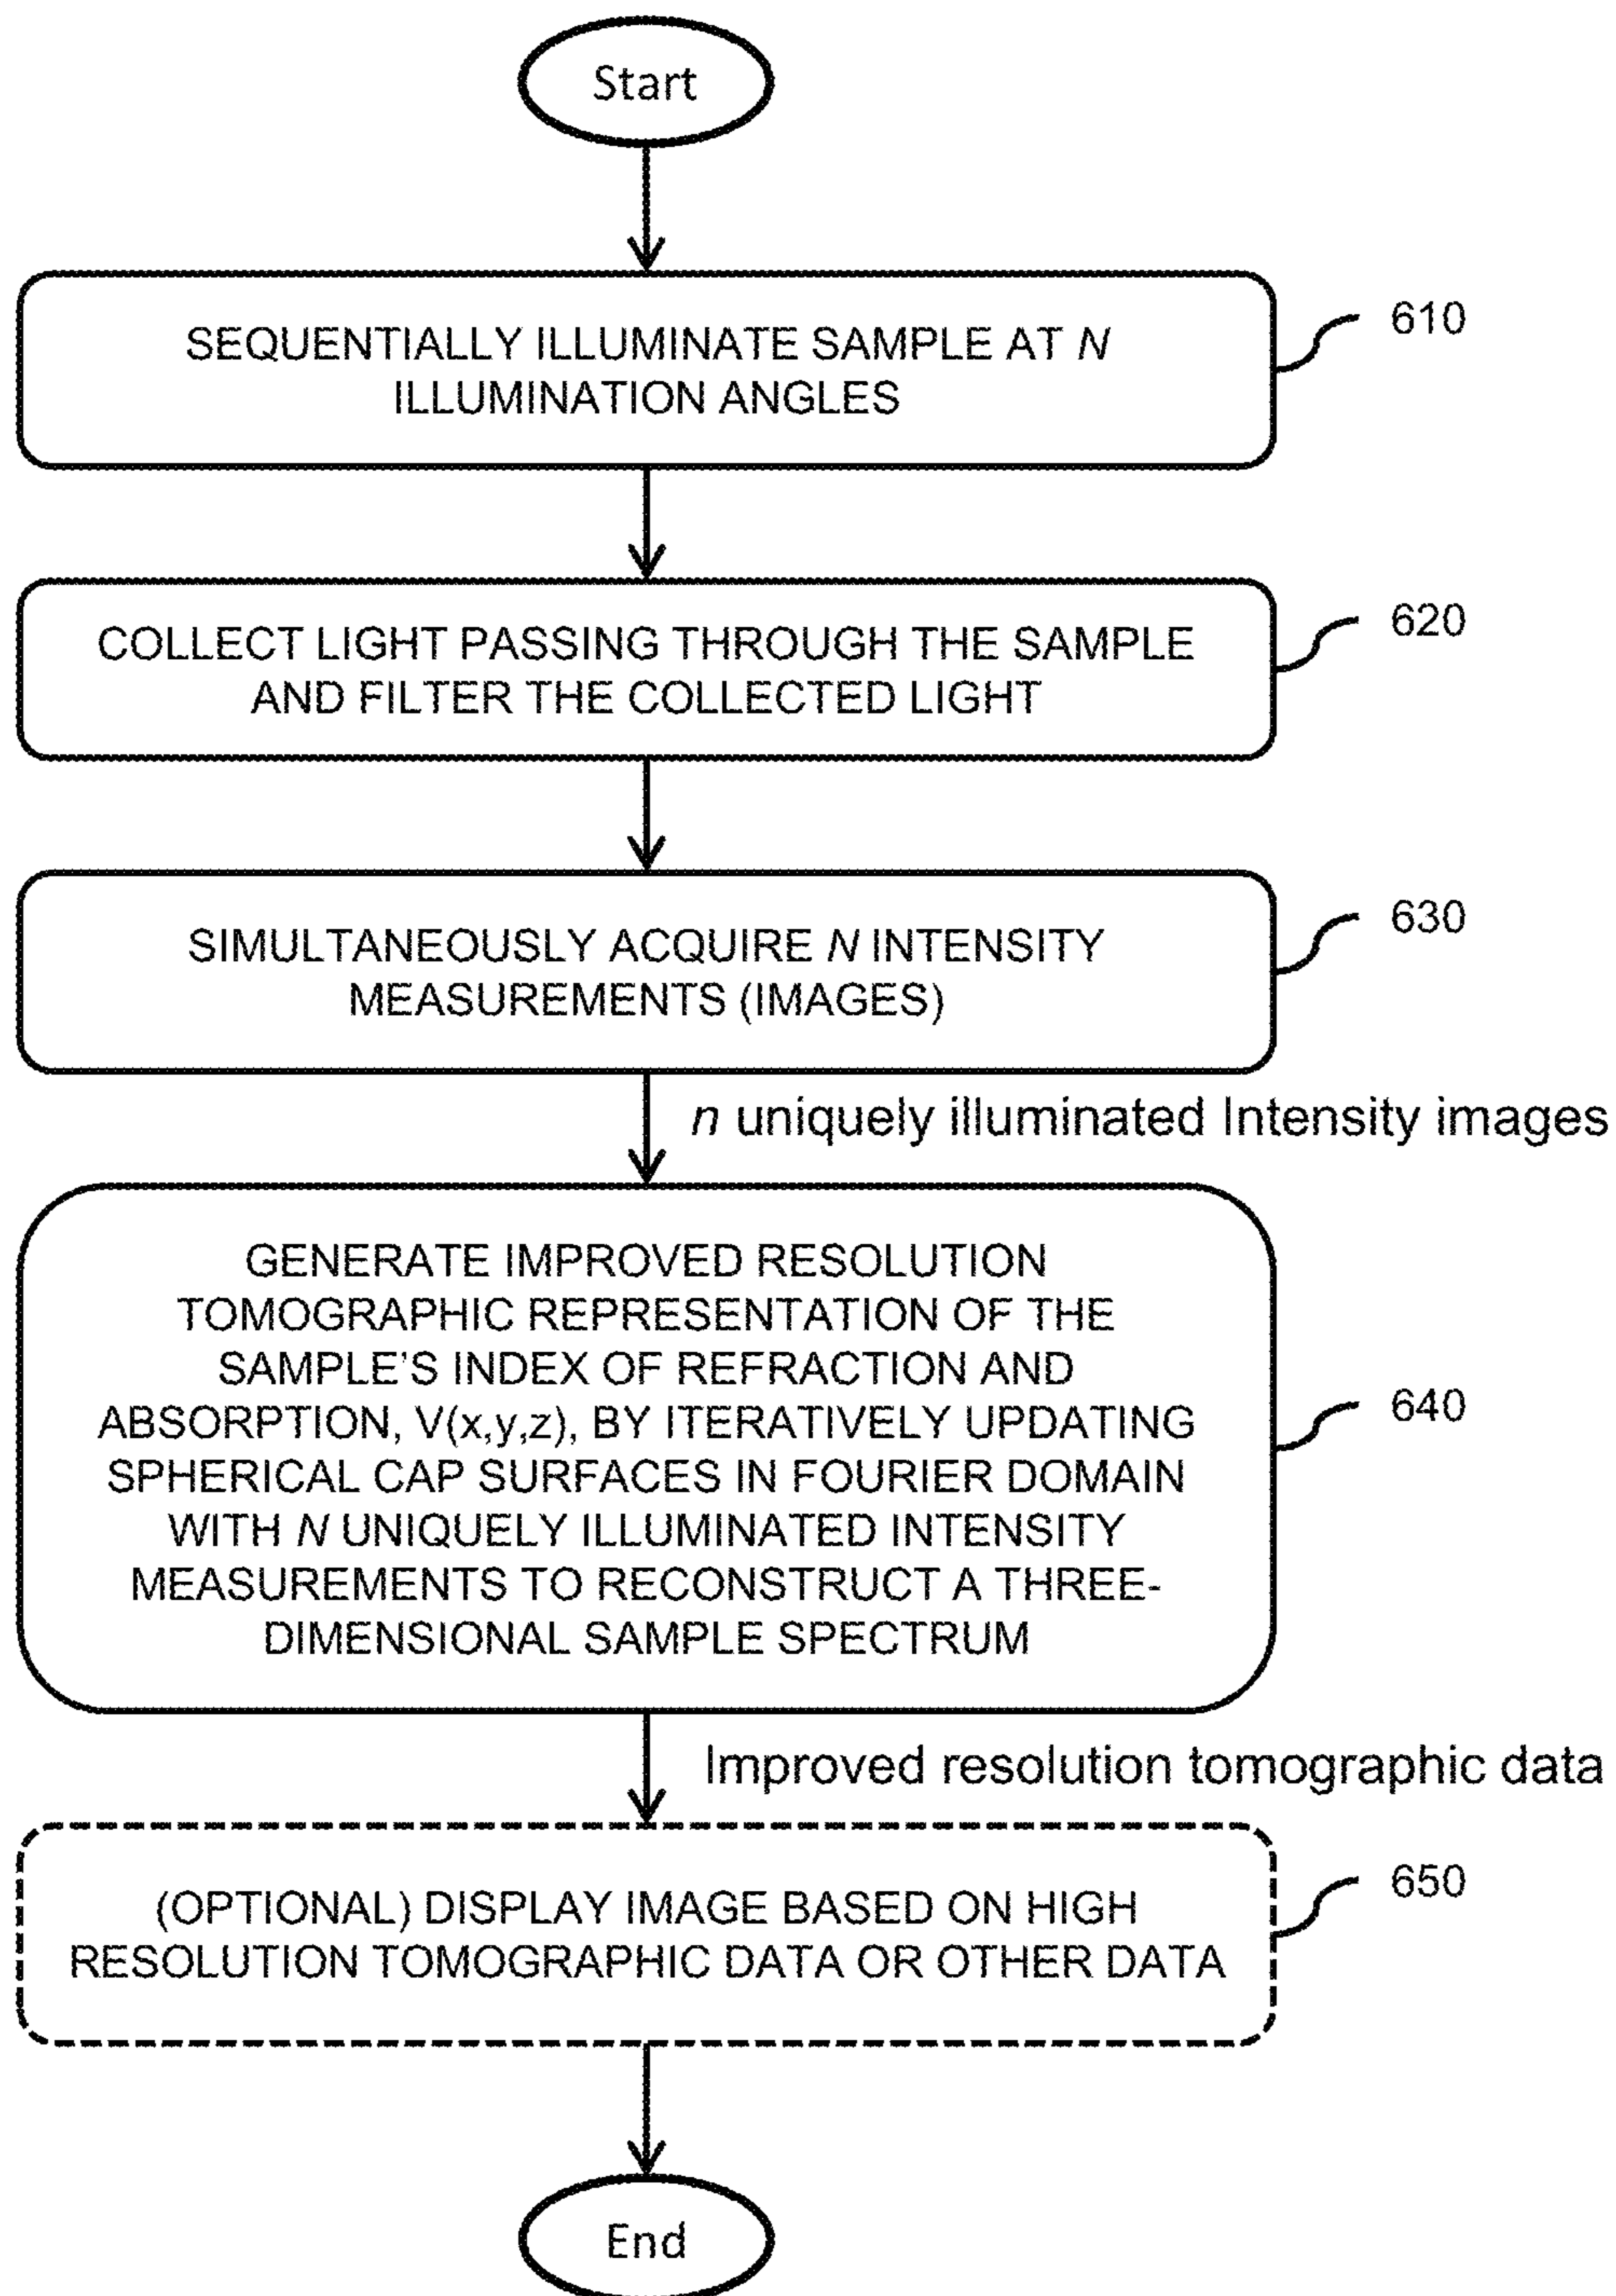 Start
SEQUENTIALLY ILLUMINATE SAMPLE AT N
ILLUMINATION ANGLES
610
COLLECT LIGHT PASSING THROUGH THE SAMPLE
AND FILTER THE COLLECTED LIGHT
620
SIMULTANEOUSLY ACQUIRE N INTENSITY
MEASUREMENTS (IMAGES)
630
n uniquely illuminated Intensity images
GENERATE IMPROVED RESOLUTION
TOMOGRAPHIC REPRESENTATION OF THE
SAMPLE'S INDEX OF REFRACTION AND
ABSORPTION, V(x,y,z), BY ITERATIVELY UPDATING
SPHERICAL CAP SURFACES IN FOURIER DOMAIN
WITH N UNIQUELY ILLUMINATED INTENSITY
MEASUREMENTS TO RECONSTRUCT A THREE-
DIMENSIONAL SAMPLE SPECTRUM
640
Improved resolution tomographic data
(OPTIONAL) DISPLAY IMAGE BASED ON HIGH
RESOLUTION TOMOGRAPHIC DATA OR OTHER DATA
650
End